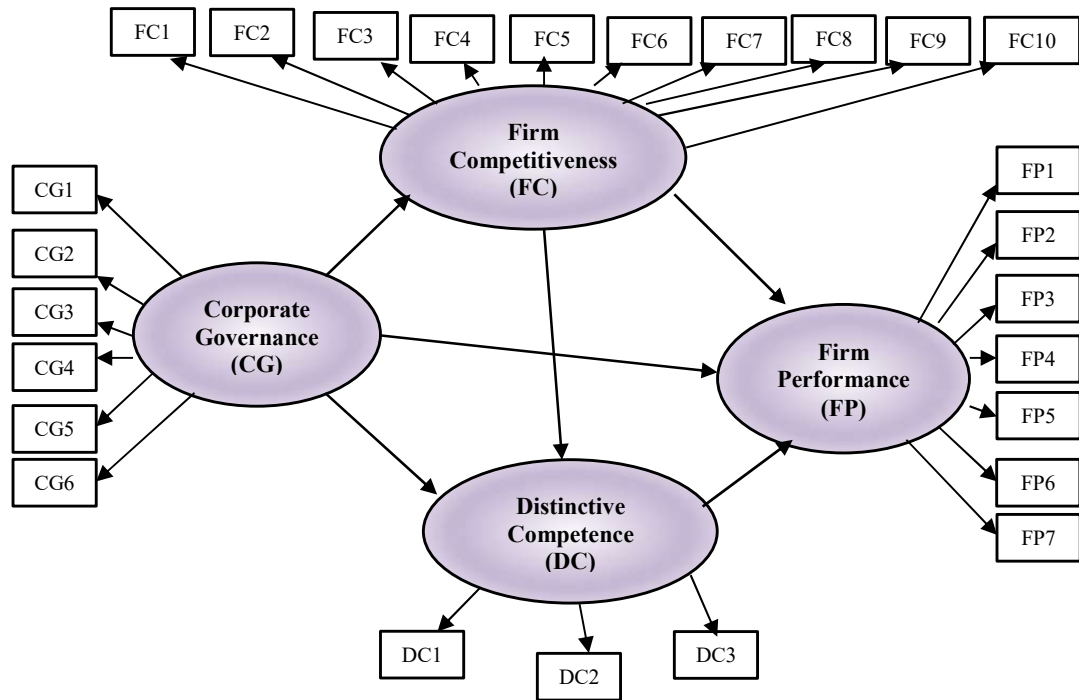 FC1
FC2
FC3
FC4
FC5
FC6
FC7
FC8
FC9
FC10
Firm
Competitiveness
(FC)
CG1
CG2
CG3
CG4
CG5
CG6
Corporate
Governance
(CG)
FP1
FP2
FP3
FP4
FP5
FP6
FP7
Firm
Performance
(FP)
Distinctive
Competence
(DC)
DC1
DC2
DC3